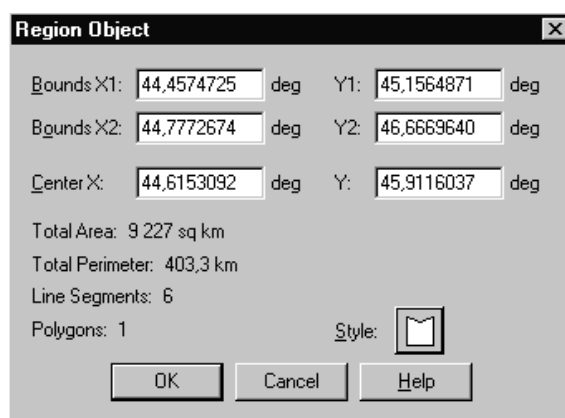 Region Object
Bounds X1: 44,4574725 deg Y1: 45,1564871 deg
Bounds X2: 44,7772674 deg Y2: 46,6669640 deg
Center X: 44,6153092 deg Y: 45,9116037 deg
Total Area: 9 227 sq km
Total Perimeter: 403,3 km
Line Segments: 6
Polygons: 1 Style:
OK Cancel Help